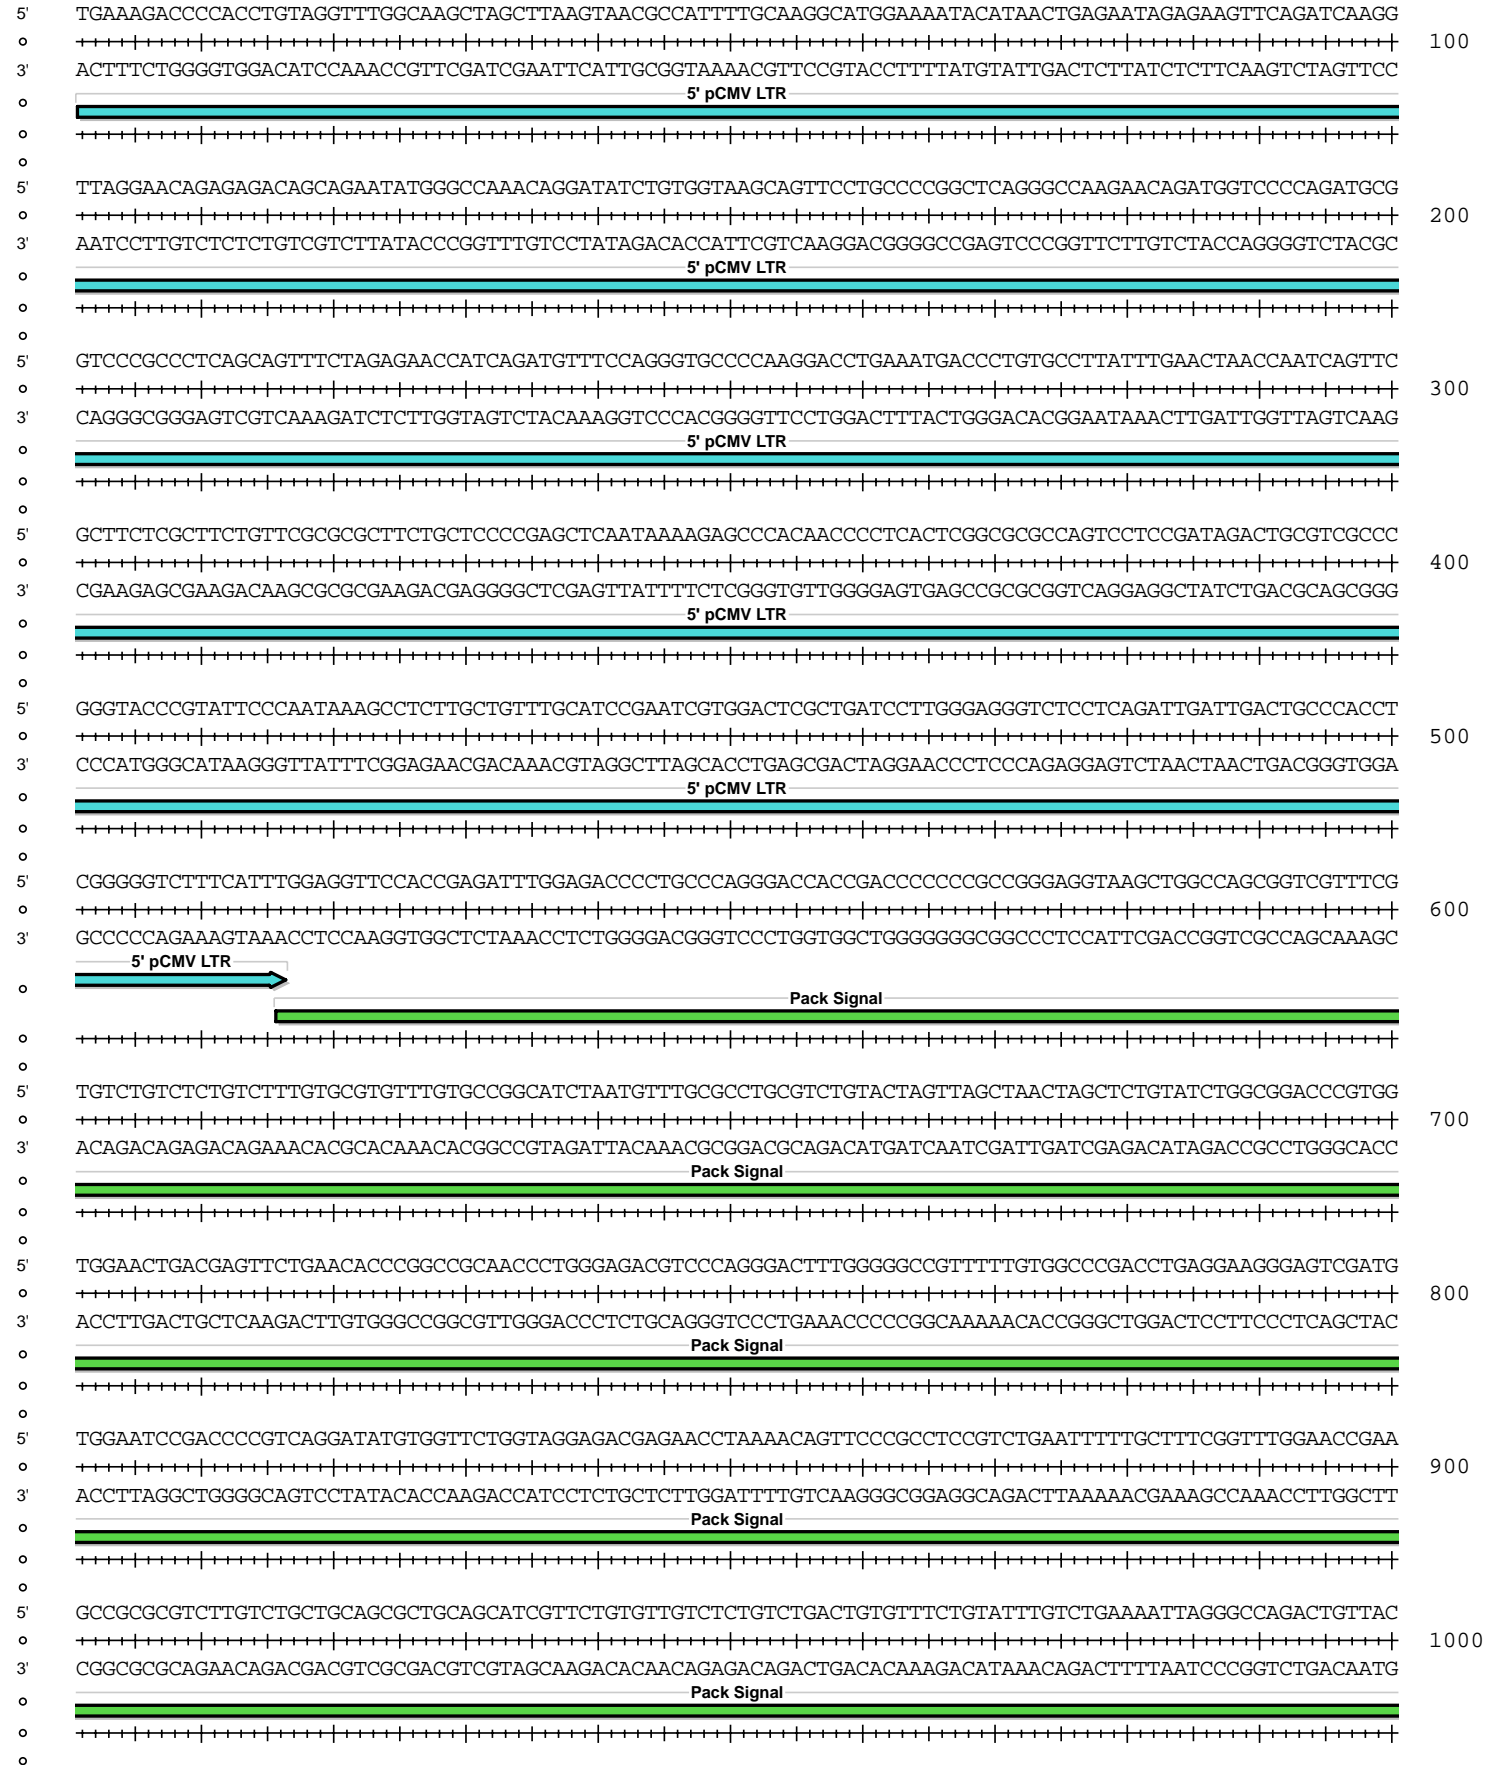 5' TGAAAGACCCCACCTGTAGGTTTGGCAAGCTAGCTTAAGTAACGCCATTTTGCAAGGCATGGAAAATACATAACTGAGAATAGAGAAGTTCAGATCAAGG
100
3' ACTTTCTGGGGTGGACATCCAAACCGTTCGATCGAATTCATTGCGGTAAAACGTTCCGTACCTTTTATGTATTGACTCTTATCTCTTCAAGTCTAGTTCC
5' pCMV LTR
5' TTAGGAACAGAGAGACAGCAGAATATGGGCCAAACAGGATATCTGTGGTAAGCAGTTCCTGCCCCGGCTCAGGGCCAAGAACAGATGGTCCCCAGATGCG
200
3' AATCCTTGTCTCTCTGTCGTCTTATACCCGGTTTGTCCTATAGACACCATTCGTCAAGGACGGGGCCGAGTCCCGGTTCTTGTCTACCAGGGGTCTACGC
5' pCMV LTR
5' GTCCCGCCCTCAGCAGTTTCTAGAGAACCATCAGATGTTTCCAGGGTGCCCCAAGGACCTGAAATGACCCTGTGCCTTATTTGAACTAACCAATCAGTTC
300
3' CAGGGCGGGAGTCGTCAAAGATCTCTTGGTAGTCTACAAAGGTCCCACGGGGTTCCTGGACTTTACTGGGACACGGAATAAACTTGATTGGTTAGTCAAG
5' pCMV LTR
5' GCTTCTCGCTTCTGTTCGCGCGCTTCTGCTCCCCGAGCTCAATAAAAGAGCCCACAACCCCTCACTCGGCGCGCCAGTCCTCCGATAGACTGCGTCGCCC
400
3' CGAAGAGCGAAGACAAGCGCGCGAAGACGAGGGGCTCGAGTTATTTTCTCGGGTGTTGGGGAGTGAGCCGCGCGGTCAGGAGGCTATCTGACGCAGCGGG
5' pCMV LTR
5' GGGTACCCGTATTCCCAATAAAGCCTCTTGCTGTTTGCATCCGAATCGTGGACTCGCTGATCCTTGGGAGGGTCTCCTCAGATTGATTGACTGCCCACCT
500
3' CCCATGGGCATAAGGGTTATTTCGGAGAACGACAAACGTAGGCTTAGCACCTGAGCGACTAGGAACCCTCCCAGAGGAGTCTAACTAACTGACGGGTGGA
5' pCMV LTR
5' CGGGGGTCTTTCATTTGGAGGTTCCACCGAGATTTGGAGACCCCTGCCCAGGGACCACCGACCCCCCCGCCGGGAGGTAAGCTGGCCAGCGGTCGTTTCG
600
3' GCCCCCAGAAAGTAAACCTCCAAGGTGGCTCTAAACCTCTGGGGACGGGTCCCTGGTGGCTGGGGGGGCGGCCCTCCATTCGACCGGTCGCCAGCAAAGC
5' pCMV LTR
Pack Signal
5' TGTCTGTCTCTGTCTTTGTGCGTGTTTGTGCCGGCATCTAATGTTTGCGCCTGCGTCTGTACTAGTTAGCTAACTAGCTCTGTATCTGGCGGACCCGTGG
700
3' ACAGACAGAGACAGAAACACGCACAAACACGGCCGTAGATTACAAACGCGGACGCAGACATGATCAATCGATTGATCGAGACATAGACCGCCTGGGCACC
Pack Signal
5' TGGAACTGACGAGTTCTGAACACCCGGCCGCAACCCTGGGAGACGTCCCAGGGACTTTGGGGGCCGTTTTTGTGGCCCGACCTGAGGAAGGGAGTCGATG
800
3' ACCTTGACTGCTCAAGACTTGTGGGCCGGCGTTGGGACCCTCTGCAGGGTCCCTGAAACCCCCGGCAAAAACACCGGGCTGGACTCCTTCCCTCAGCTAC
Pack Signal
5' TGGAATCCGACCCCGTCAGGATATGTGGTTCTGGTAGGAGACGAGAACCTAAAACAGTTCCCGCCTCCGTCTGAATTTTTGCTTTCGGTTTGGAACCGAA
900
3' ACCTTAGGCTGGGGCAGTCCTATACACCAAGACCATCCTCTGCTCTTGGATTTTGTCAAGGGCGGAGGCAGACTTAAAAACGAAAGCCAAACCTTGGCTT
Pack Signal
5' GCCGCGCGTCTTGTCTGCTGCAGCGCTGCAGCATCGTTCTGTGTTGTCTCTGTCTGACTGTGTTTCTGTATTTGTCTGAAAATTAGGGCCAGACTGTTAC
1000
3' CGGCGCGCAGAACAGACGACGTCGCGACGTCGTAGCAAGACACAACAGAGACAGACTGACACAAAGACATAAACAGACTTTTAATCCCGGTCTGACAATG
Pack Signal